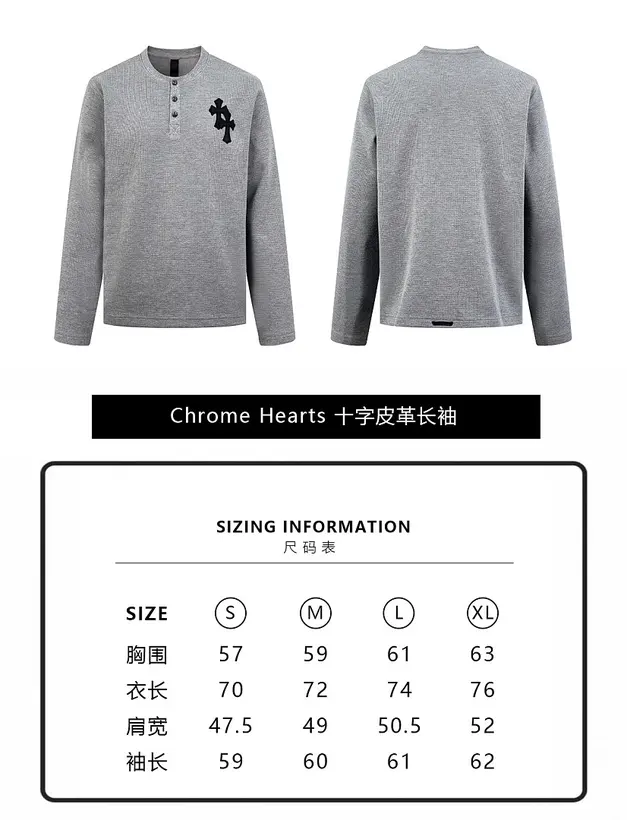 Chrome Hearts 十字皮革长袖
SIZING INFORMATION
尺码表
SIZE S M L XL
胸围 57 59 61 63
衣长 70 72 74 76
肩宽 47.5 49 50.5 52
袖长 59 60 61 62